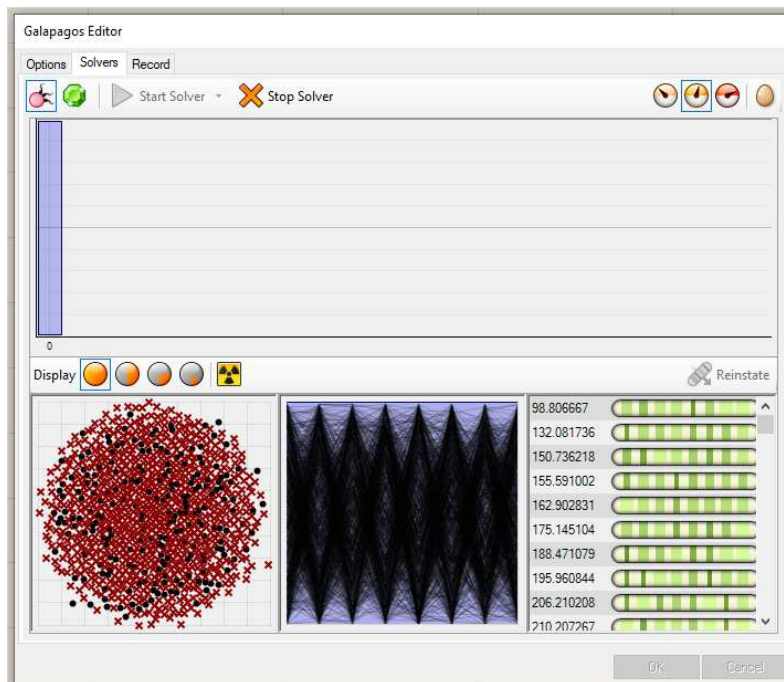 Galapagos Editor
Options Solvers Record
Start Solver Stop Solver
0
Display Reinstate
98.806667
132.081736
150.736218
155.591002
162.902831
175.145104
188.471079
195.960844
206.210208
210.207267
OK Cancel